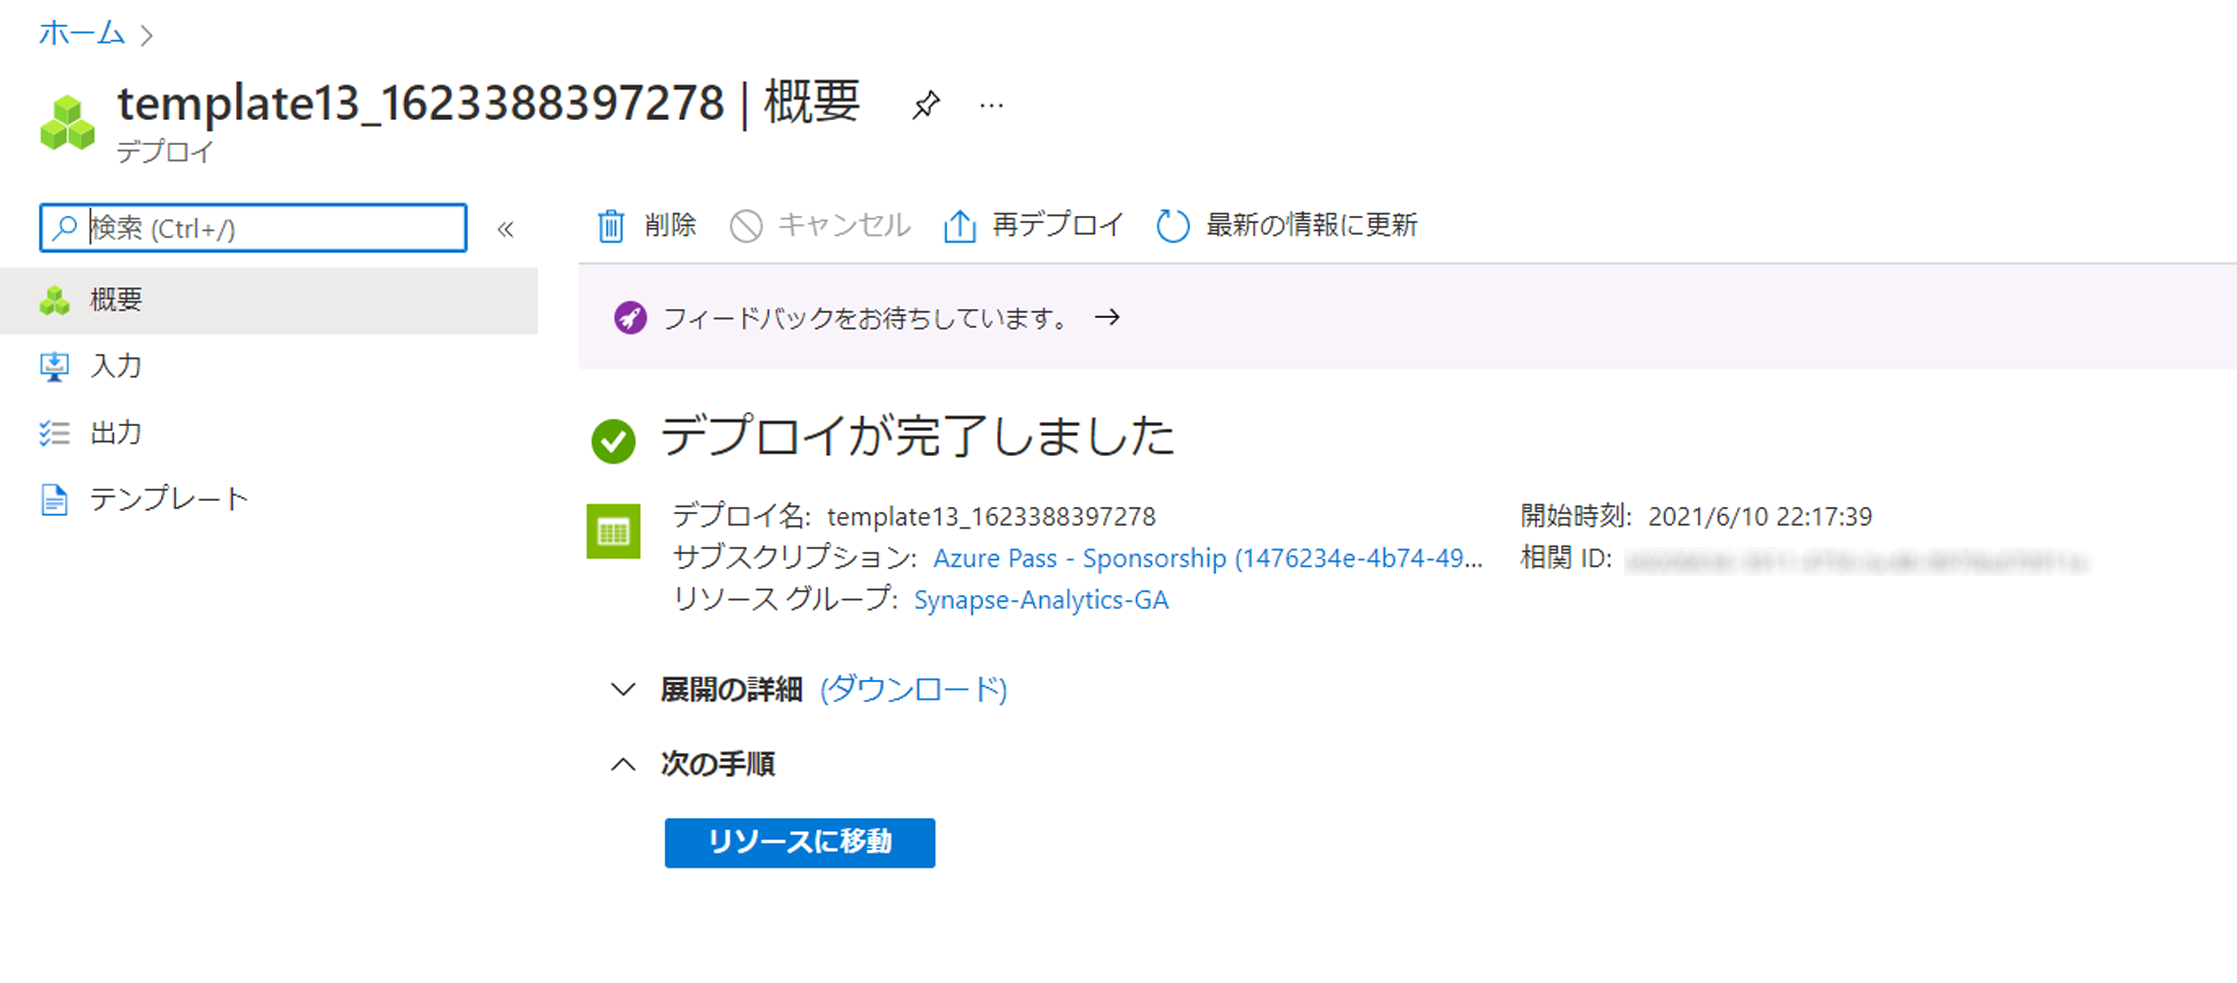 ホーム >
template13_1623388397278 | 概要 ...
デプロイ
検索 (Ctrl+/) «
概要
入力
出力
テンプレート
削除 キャンセル 再デプロイ 最新の情報に更新
フィードバックをお待ちしています。 →
デプロイが完了しました
デプロイ名: template13_1623388397278
サブスクリプション: Azure Pass - Sponsorship (1476234e-4b74-49...
リソース グループ: Synapse-Analytics-GA
開始時刻: 2021/6/10 22:17:39
相関 ID:
展開の詳細 (ダウンロード)
次の手順
リソースに移動